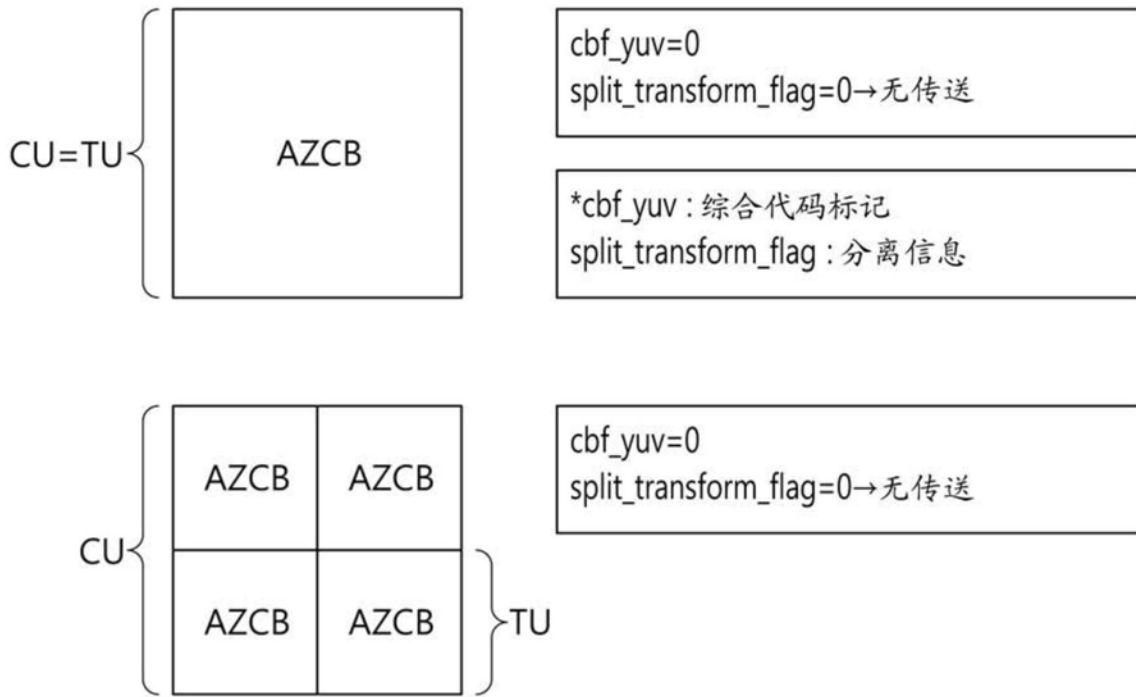 CU=TU
AZCB
cbf_yuv=0
split_transform_flag=0→无传送
*cbf_yuv : 综合代码标记
split_transform_flag : 分离信息
CU
AZCB AZCB
AZCB AZCB
TU
cbf_yuv=0
split_transform_flag=0→无传送